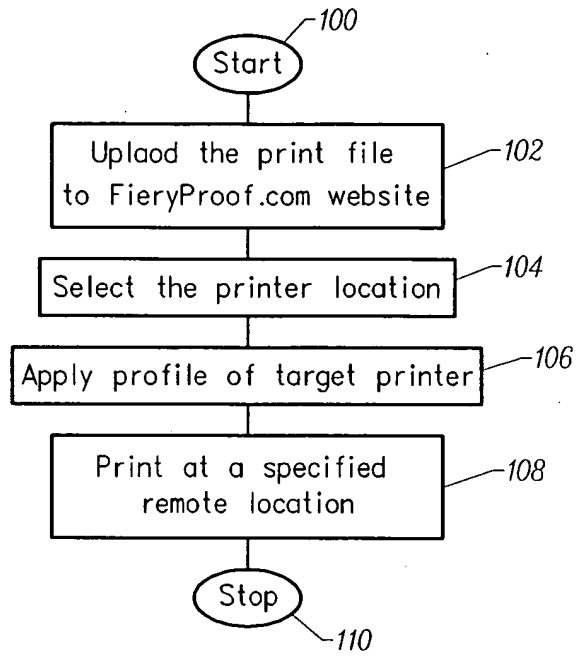 100
Start
Uplaod the print file
to FieryProof.com website
102
104
Select the printer location
106
Apply profile of target printer
Print at a specified
remote location
108
Stop
110